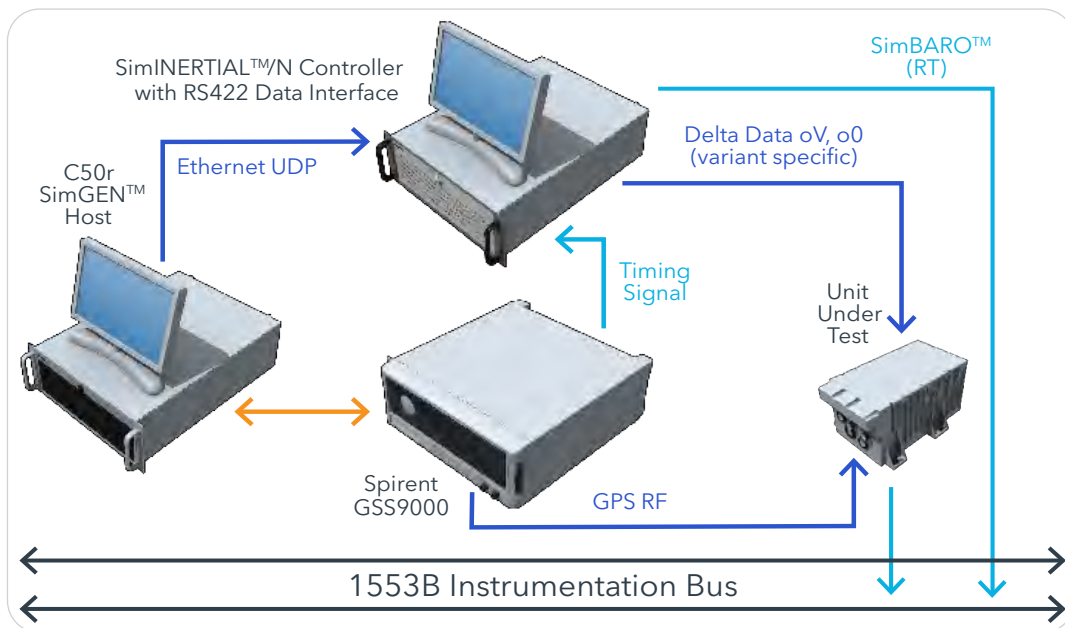 SimINERTIAL™/N Controller
with RS422 Data Interface
SimBARO™
(RT)
Delta Data oV, o0
(variant specific)
Ethernet UDP
C50r
SimGEN™
Host
Timing
Signal
Unit
Under
Test
Spirent
GSS9000
GPS RF
1553B Instrumentation Bus